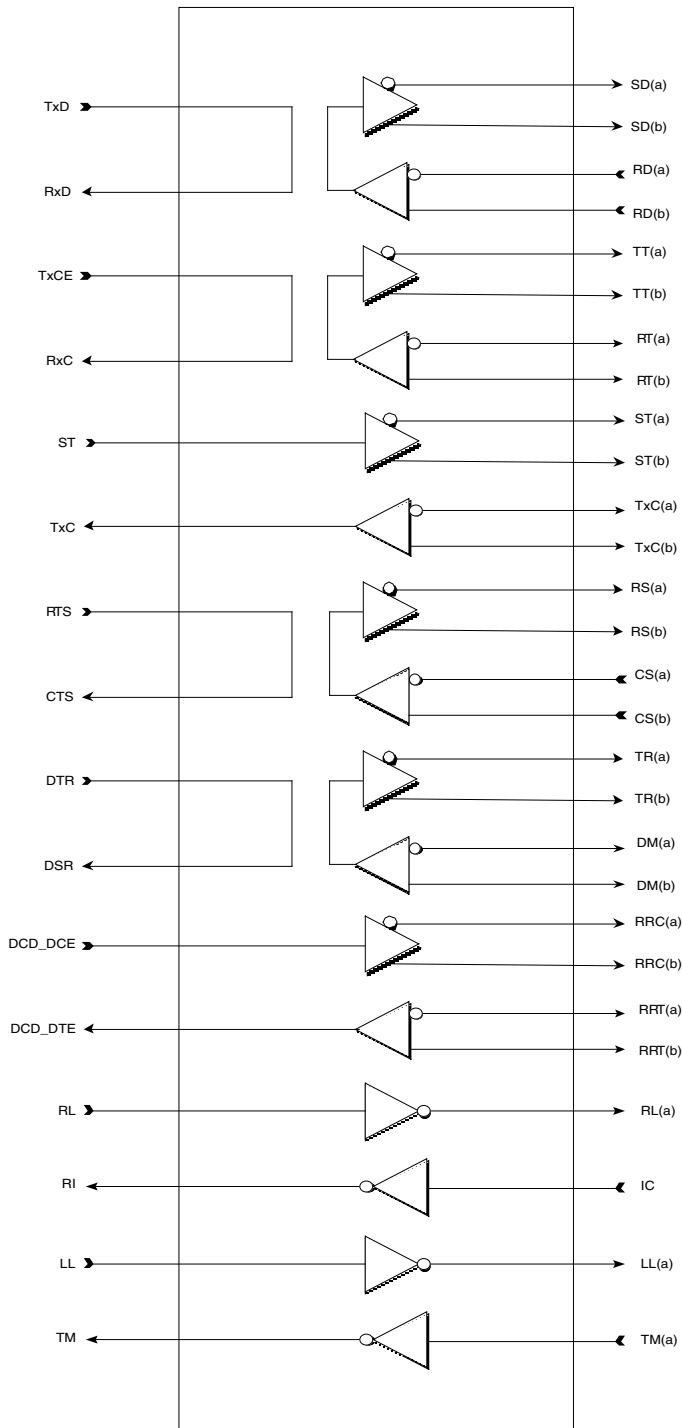 TxD
SD(a)
SD(b)
RxD
RD(a)
RD(b)
TxCE
TT(a)
TT(b)
RxC
RT(a)
RT(b)
ST
ST(a)
ST(b)
TxC
TxC(a)
TxC(b)
RTS
RS(a)
RS(b)
CTS
CS(a)
CS(b)
DTR
TR(a)
TR(b)
DSR
DM(a)
DM(b)
DCD_DCE
RRC(a)
RRC(b)
DCD_DTE
RRT(a)
RRT(b)
RL
RL(a)
RI
IC
LL
LL(a)
TM
TM(a)